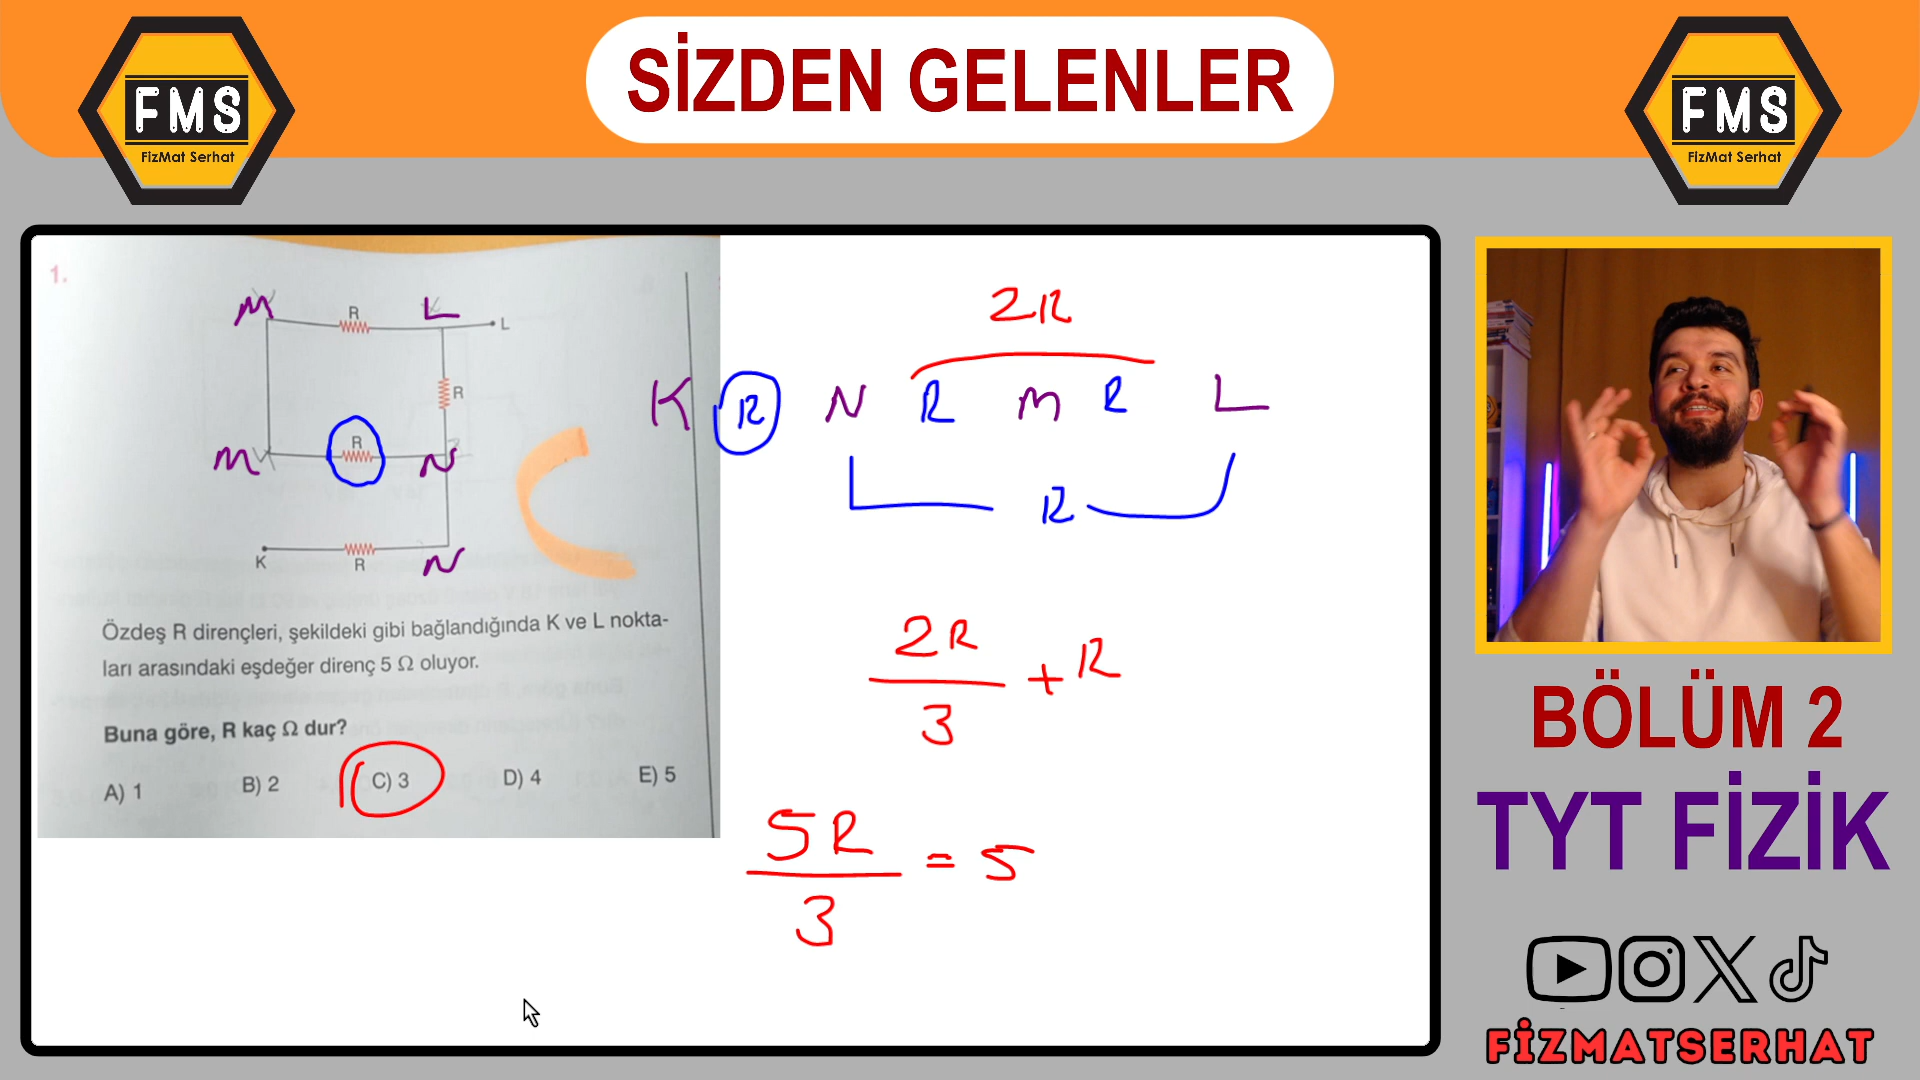 SİZDEN GELENLER
FMS
FizMat Serhat
FMS
FizMat Serhat
1.
M
R
L
L
R
M
R
N
K
R
N
Özdeş R dirençleri, şekildeki gibi bağlandığında K ve L nokta-
ları arasındaki eşdeğer direnç 5 Ω oluyor.
Buna göre, R kaç Ω dur?
A) 1 B) 2 C) 3 D) 4 E) 5
2R
K R N R M R L
R
2R
3
+ R
5R
3
= 5
BÖLÜM 2
TYT FİZİK
FİZMATSERHAT